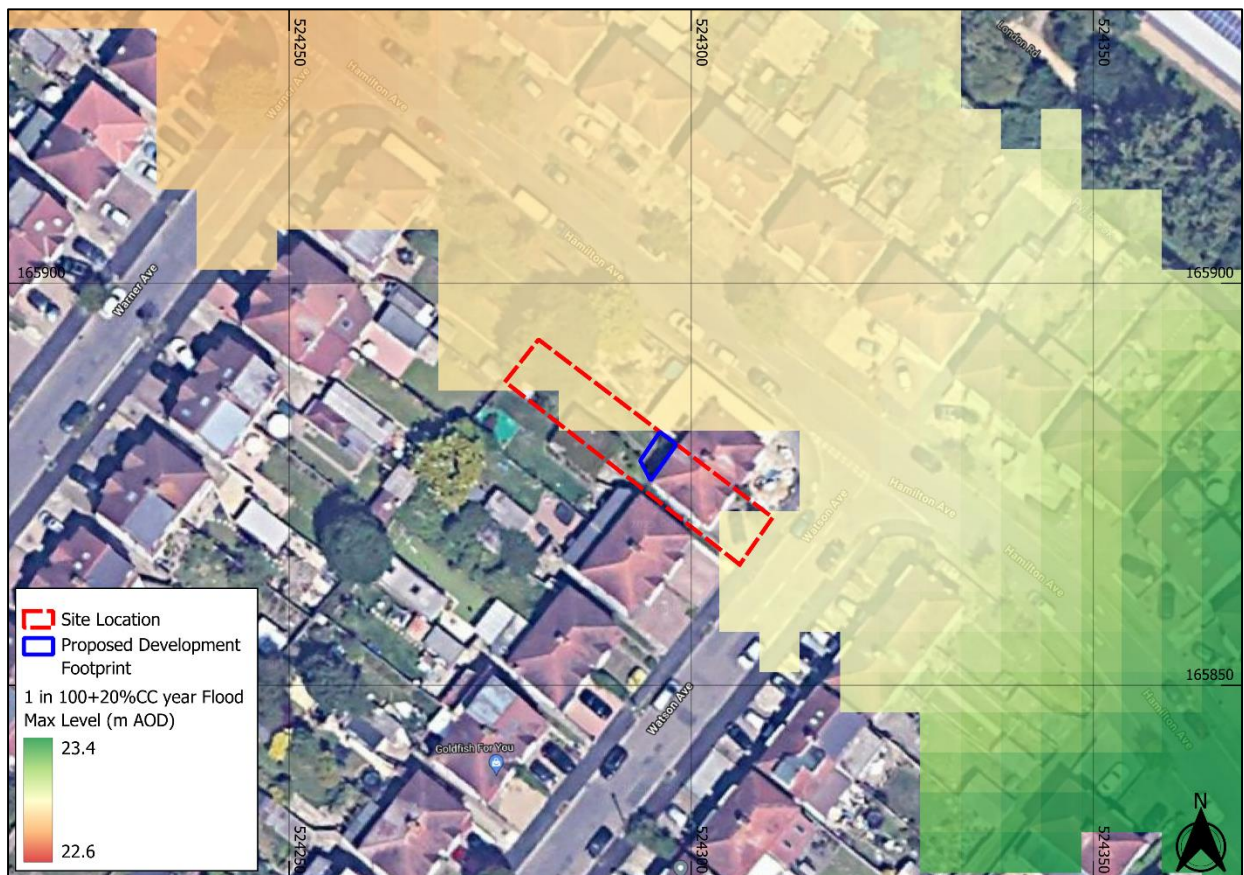 524250
524300
524350
London Rd
Hamilton Ave
Warner Ave
Hamilton Ave
165900
165900
Warner Ave
Hamilton Ave
Watson Ave
Hamilton Ave
Site Location
Proposed Development
Footprint
1 in 100+20%CC year Flood
Max Level (m AOD)
23.4
22.6
165850
Watson Ave
Hamilton Ave
Goldfish For You
524250
524300
524350
N